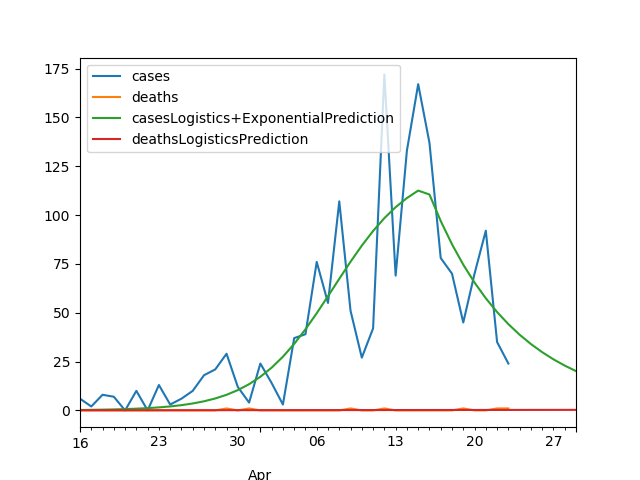 175
150
125
100
75
50
25
0
cases
deaths
casesLogistics+ExponentialPrediction
deathsLogisticsPrediction
16 23 30 06 13 20 27
Apr